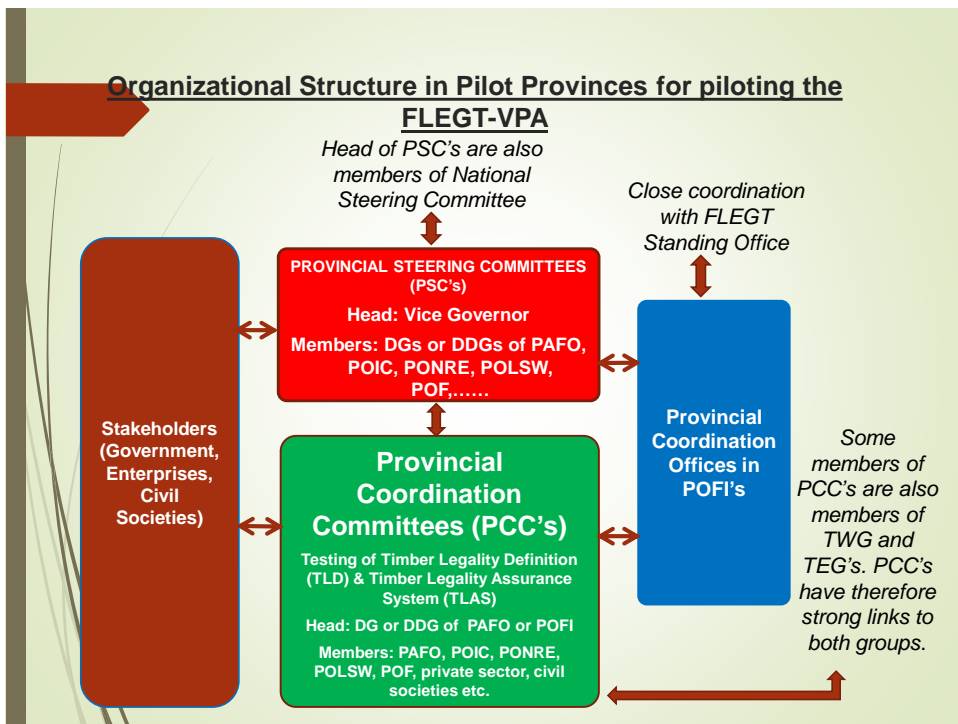 Organizational Structure in Pilot Provinces for piloting the
FLEGT-VPA
Head of PSC’s are also
members of National
Steering Committee
Close coordination
with FLEGT
Standing Office
PROVINCIAL STEERING COMMITTEES
(PSC’s)
Head: Vice Governor
Members: DGs or DDGs of PAFO,
POIC, PONRE, POLSW,
POF,……
Stakeholders
(Government,
Enterprises,
Civil
Societies)
Provincial
Coordination
Committees (PCC’s)
Testing of Timber Legality Definition
(TLD) & Timber Legality Assurance
System (TLAS)
Head: DG or DDG of PAFO or POFI
Members: PAFO, POIC, PONRE,
POLSW, POF, private sector, civil
societies etc.
Provincial
Coordination
Offices in
POFI’s
Some
members of
PCC’s are also
members of
TWG and
TEG’s. PCC’s
have therefore
strong links to
both groups.